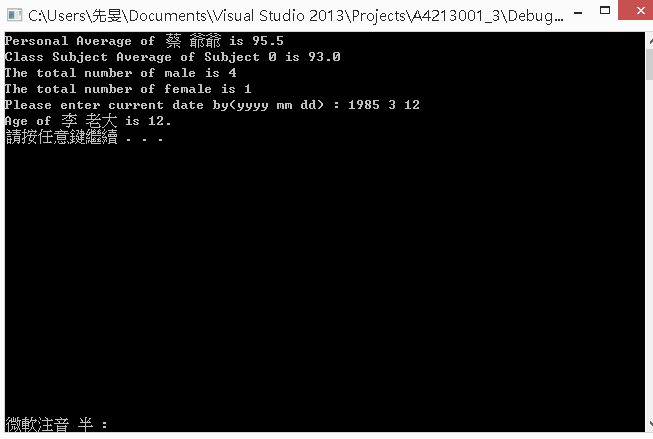 C:\Users\先旻\Documents\Visual Studio 2013\Projects\A4213001_3\Debug...
Personal Average of 蔡 爺爺 is 95.5
Class Subject Average of Subject 0 is 93.0
The total number of male is 4
The total number of female is 1
Please enter current date by(yyyy mm dd) : 1985 3 12
Age of 李 老大 is 12.
請按任意鍵繼續 . . .
微軟注音 半 :